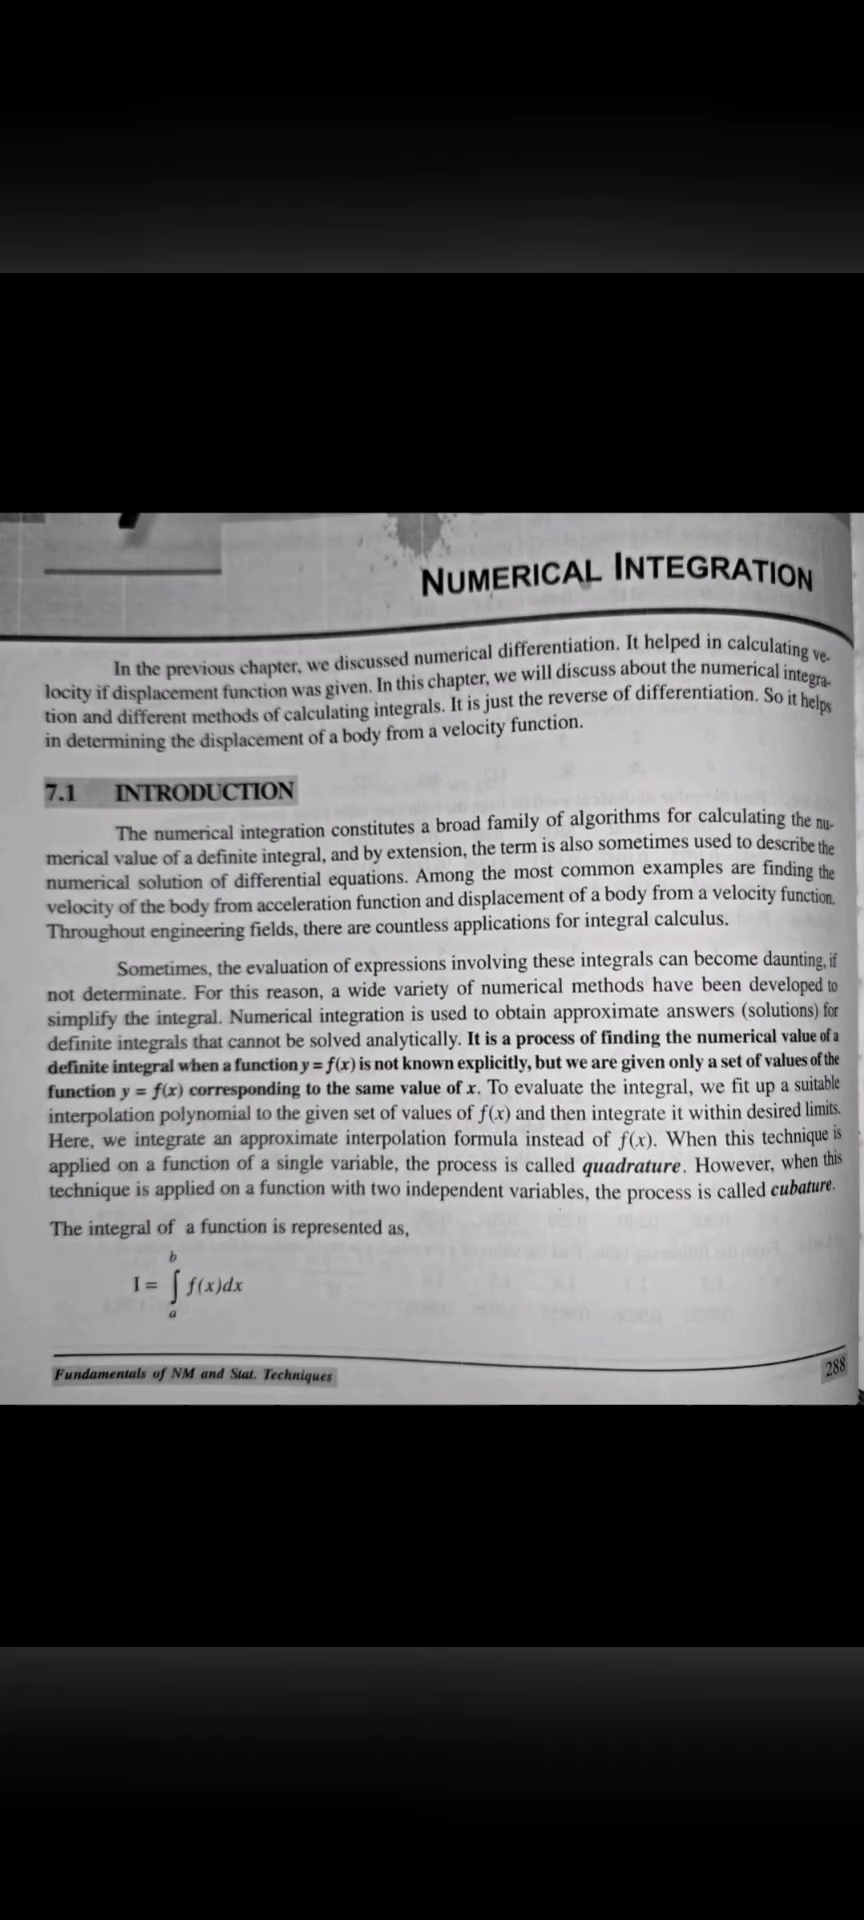 NUMERICAL INTEGRATION
In the previous chapter, we discussed numerical differentiation. It helped in calculating ve-
locity if displacement function was given. In this chapter, we will discuss about the numerical integra-
tion and different methods of calculating integrals. It is just the reverse of differentiation. So it helps
in determining the displacement of a body from a velocity function.
7.1 INTRODUCTION
The numerical integration constitutes a broad family of algorithms for calculating the nu-
merical value of a definite integral, and by extension, the term is also sometimes used to describe the
numerical solution of differential equations. Among the most common examples are finding the
velocity of the body from acceleration function and displacement of a body from a velocity function.
Throughout engineering fields, there are countless applications for integral calculus.
Sometimes, the evaluation of expressions involving these integrals can become daunting, if
not determinate. For this reason, a wide variety of numerical methods have been developed to
simplify the integral. Numerical integration is used to obtain approximate answers (solutions) for
definite integrals that cannot be solved analytically. It is a process of finding the numerical value of a
definite integral when a function y = f(x) is not known explicitly, but we are given only a set of values of the
function y = f(x) corresponding to the same value of x. To evaluate the integral, we fit up a suitable
interpolation polynomial to the given set of values of f(x) and then integrate it within desired limits.
Here, we integrate an approximate interpolation formula instead of f(x). When this technique is
applied on a function of a single variable, the process is called quadrature. However, when this
technique is applied on a function with two independent variables, the process is called cubature.
The integral of a function is represented as,
b
I = ∫ f(x)dx
a
Fundamentals of NM and Stat. Techniques
288